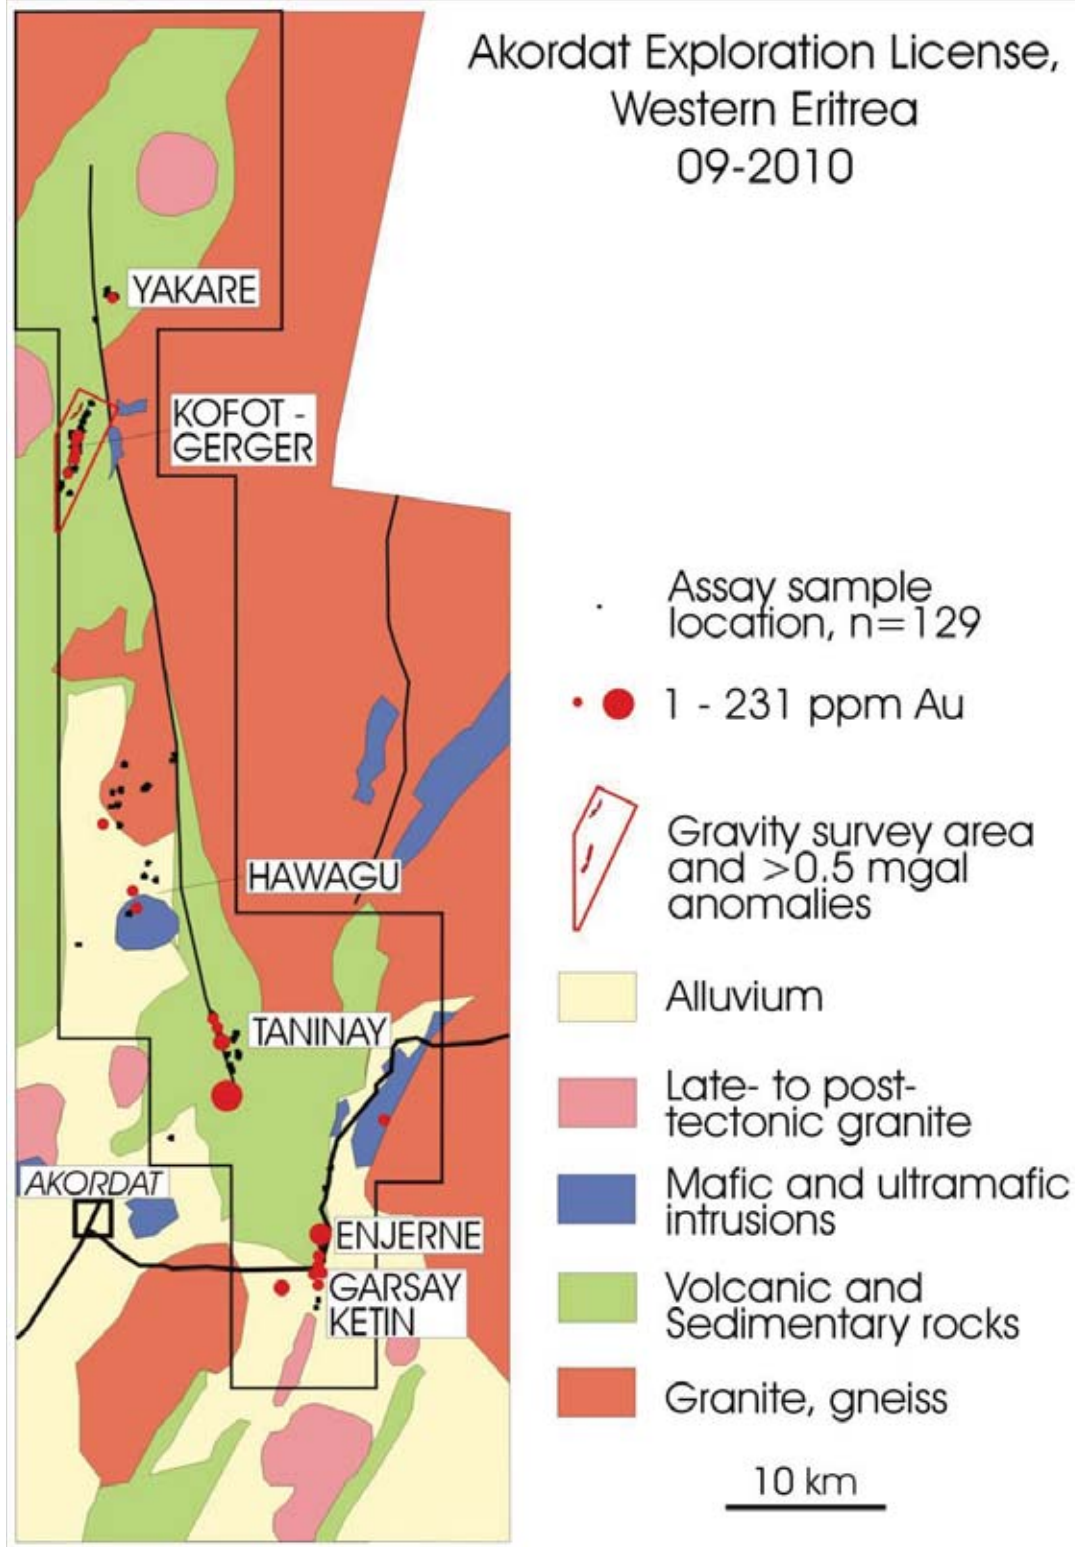 Akordat Exploration License,
Western Eritrea
09-2010
YAKARE
KOFOT -
GERGER
HAWAGU
TANINAY
AKORDAT
ENJERNE
GARSAY
KETIN
Assay sample
location, n=129
1 - 231 ppm Au
Gravity survey area
and >0.5 mgal
anomalies
Alluvium
Late- to post-
tectonic granite
Mafic and ultramafic
intrusions
Volcanic and
Sedimentary rocks
Granite, gneiss
10 km